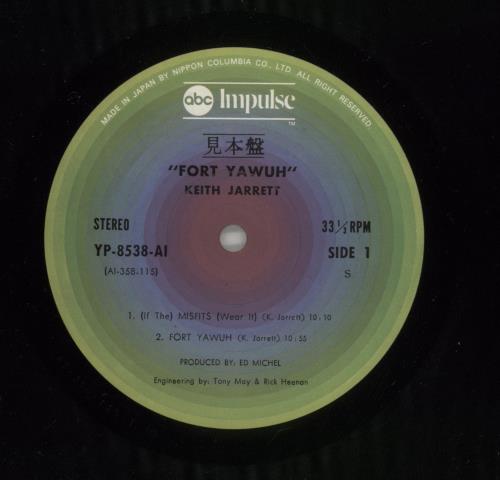 MADE IN JAPAN BY NIPPON COLUMBIA CO., LTD. ALL RIGHT RESERVED
abc Impulse
TM
見本盤
"FORT YAWUH"
KEITH JARRETT
STEREO 33 1/3 RPM
YP-8538-AI SIDE 1
(AI-358-115) S
1. (If The) MISFITS (Wear It) (K. Jarrett) 10:10
2. FORT YAWUH (K. Jarrett) 10:55
PRODUCED BY: ED MICHEL
Engineering by: Tony May & Rick Heenan